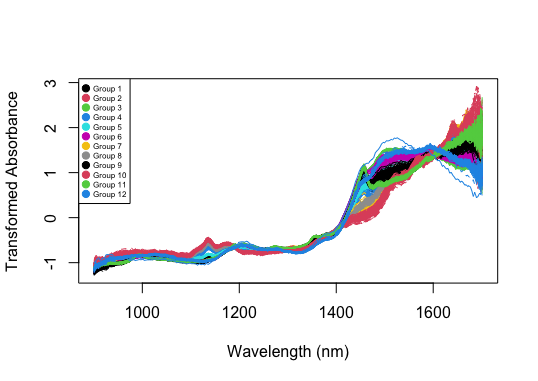 Transformed Absorbance
3
2
1
0
-1
Group 1
Group 2
Group 3
Group 4
Group 5
Group 6
Group 7
Group 8
Group 9
Group 10
Group 11
Group 12
1000 1200 1400 1600
Wavelength (nm)